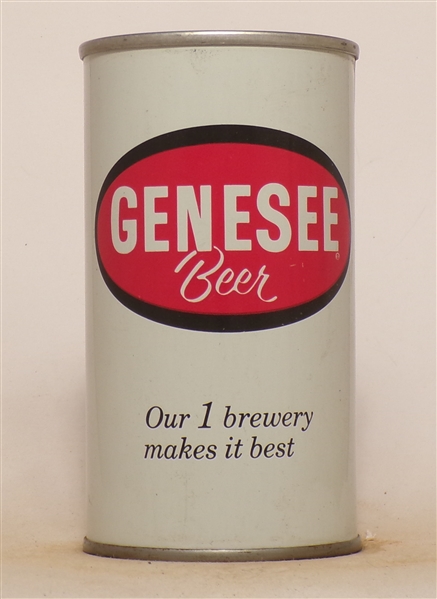 GENESEE
Beer
Our 1 brewery
makes it best